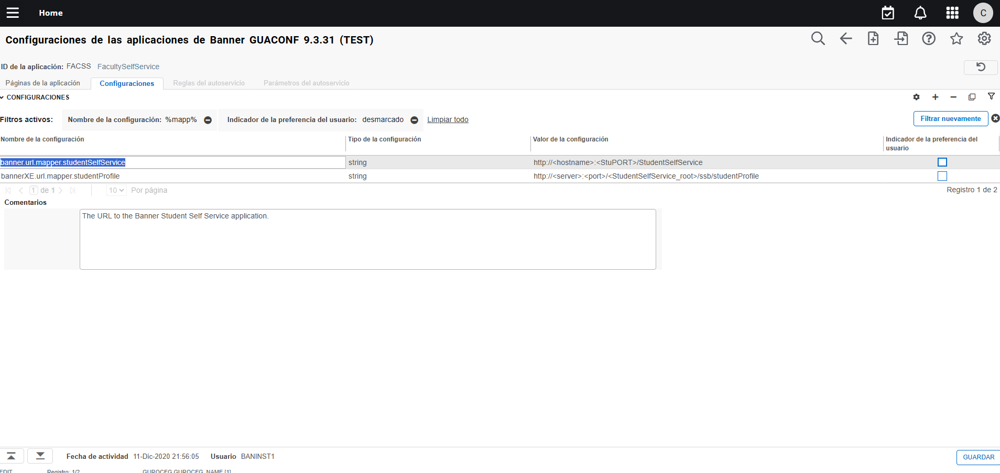 Home
C
Configuraciones de las aplicaciones de Banner GUACONF 9.3.31 (TEST)
ID de la aplicación: FACSS FacultySelfService
Páginas de la aplicación Configuraciones Reglas del autoservicio Parámetros del autoservicio
CONFIGURACIONES
Filtros activos: Nombre de la configuración: %mapp% Indicador de la preferencia del usuario: desmarcado Limpiar todo Filtrar nuevamente
Nombre de la configuración Tipo de la configuración Valor de la configuración Indicador de la preferencia del usuario
banner.url.mapper.studentSelfService string http://<hostname>:<StuPORT>/StudentSelfService
bannerXE.url.mapper.studentProfile string http://<server>:<port>/<StudentSelfService_root>/ssb/studentProfile
1 de 1 10 Por página Registro 1 de 2
Comentarios
The URL to the Banner Student Self Service application.
Fecha de actividad 11-Dic-2020 21:56:05 Usuario BANINST1 GUARDAR
EDIT Registro: 1/2 GUROCFG.GUROCFG_NAME [1]